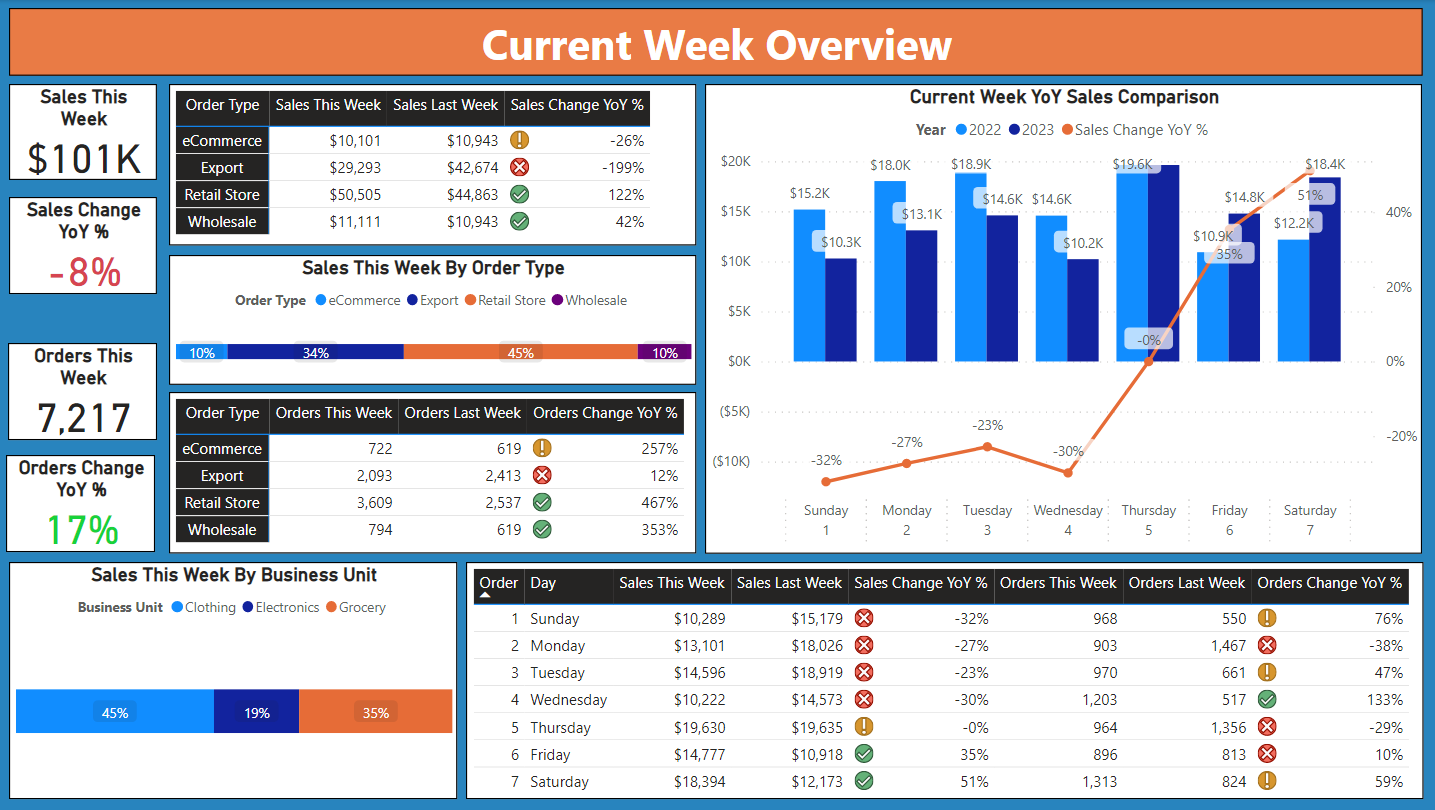 Current Week Overview
Sales This
Week
$101K
Sales Change
YoY %
-8%
Orders This
Week
7,217
Orders Change
YoY %
17%
Order Type Sales This Week Sales Last Week Sales Change YoY %
eCommerce $10,101 $10,943 -26%
Export $29,293 $42,674 -199%
Retail Store $50,505 $44,863 122%
Wholesale $11,111 $10,943 42%
Sales This Week By Order Type
Order Type eCommerce Export Retail Store Wholesale
10% 34% 45% 10%
Order Type Orders This Week Orders Last Week Orders Change YoY %
eCommerce 722 619 257%
Export 2,093 2,413 12%
Retail Store 3,609 2,537 467%
Wholesale 794 619 353%
Current Week YoY Sales Comparison
Year 2022 2023 Sales Change YoY %
$20K
$15K
$10K
$5K
$0K
($5K)
($10K)
$15.2K $18.0K $18.9K $14.6K $19.6K $10.9K $12.2K
$10.3K $13.1K $14.6K $10.2K $14.8K $18.4K
-32% -27% -23% -30% -0% 35% 51%
40%
20%
0%
-20%
Sunday Monday Tuesday Wednesday Thursday Friday Saturday
1 2 3 4 5 6 7
Sales This Week By Business Unit
Business Unit Clothing Electronics Grocery
45% 19% 35%
Order Day Sales This Week Sales Last Week Sales Change YoY % Orders This Week Orders Last Week Orders Change YoY %
1 Sunday $10,289 $15,179 -32% 968 550 76%
2 Monday $13,101 $18,026 -27% 903 1,467 -38%
3 Tuesday $14,596 $18,919 -23% 970 661 47%
4 Wednesday $10,222 $14,573 -30% 1,203 517 133%
5 Thursday $19,630 $19,635 -0% 964 1,356 -29%
6 Friday $14,777 $10,918 35% 896 813 10%
7 Saturday $18,394 $12,173 51% 1,313 824 59%